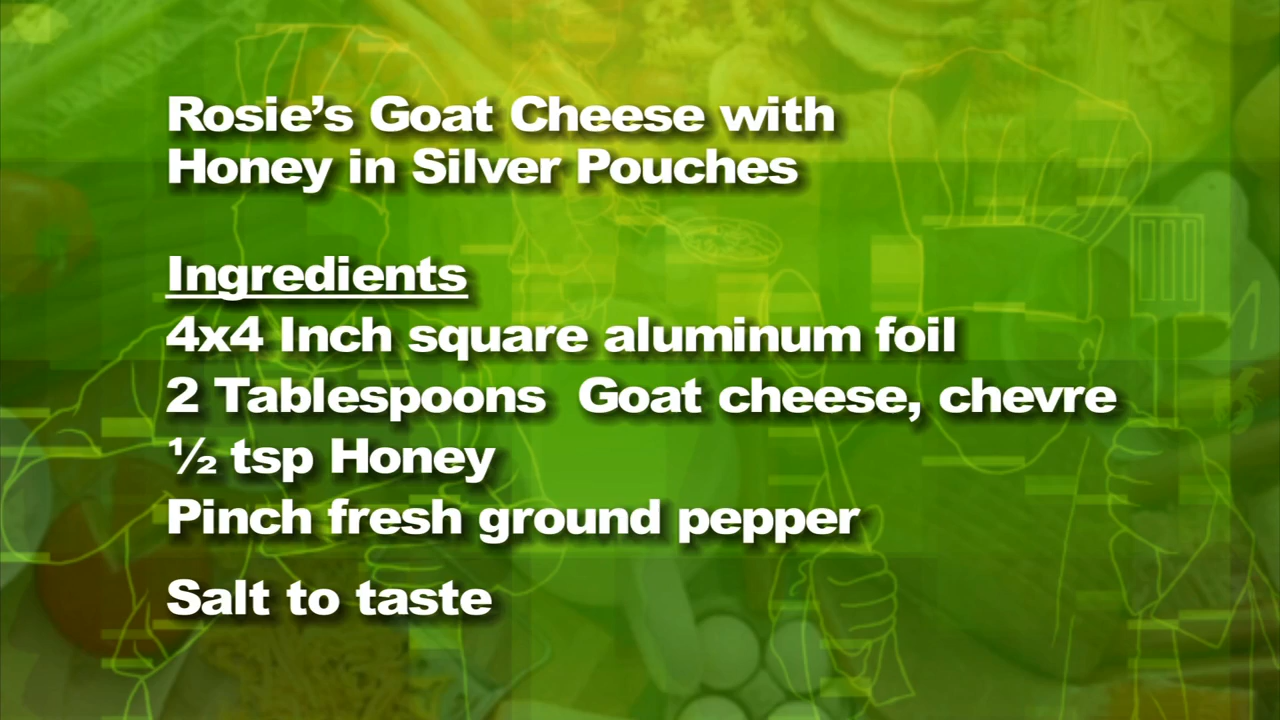 Rosie’s Goat Cheese with
Honey in Silver Pouches
Ingredients
4x4 Inch square aluminum foil
2 Tablespoons  Goat cheese, chevre
½ tsp Honey
Pinch fresh ground pepper
Salt to taste